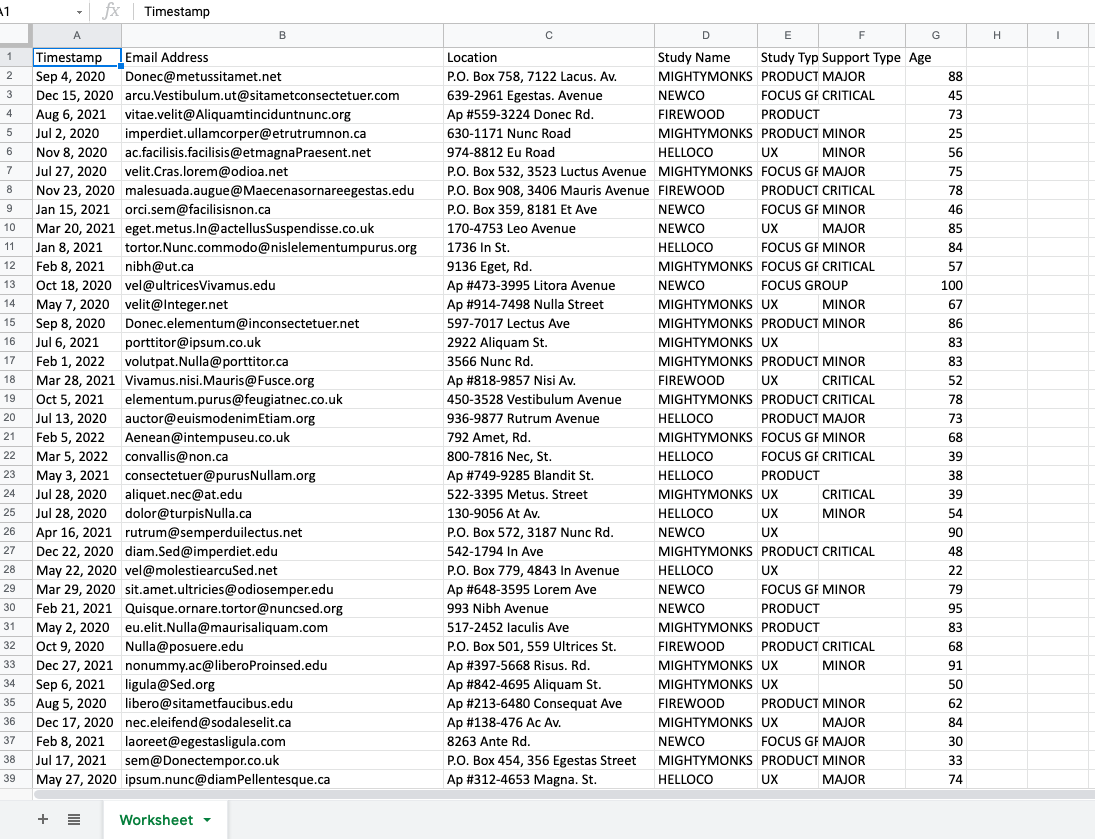 A1 fx Timestamp
A B C D E F G H I
1 Timestamp Email Address Location Study Name Study Typ Support Type Age
2 Sep 4, 2020 Donec@metussitamet.net P.O. Box 758, 7122 Lacus. Av. MIGHTYMONKS PRODUCT MAJOR 88
3 Dec 15, 2020 arcu.Vestibulum.ut@sitametconsectetuer.com 639-2961 Egestas. Avenue NEWCO FOCUS GF CRITICAL 45
4 Aug 6, 2021 vitae.velit@Aliquamtinciduntnunc.org Ap #559-3224 Donec Rd. FIREWOOD PRODUCT 73
5 Jul 2, 2020 imperdiet.ullamcorper@etrutrumnon.ca 630-1171 Nunc Road MIGHTYMONKS PRODUCT MINOR 25
6 Nov 8, 2020 ac.facilisis.facilisis@etmagnaPraesent.net 974-8812 Eu Road HELLOCO UX MINOR 56
7 Jul 27, 2020 velit.Cras.lorem@odioa.net P.O. Box 532, 3523 Luctus Avenue MIGHTYMONKS FOCUS GF MAJOR 75
8 Nov 23, 2020 malesuada.augue@Maecenasornareegestas.edu P.O. Box 908, 3406 Mauris Avenue FIREWOOD PRODUCT CRITICAL 78
9 Jan 15, 2021 orci.sem@facilisisnon.ca P.O. Box 359, 8181 Et Ave NEWCO FOCUS GF MINOR 46
10 Mar 20, 2021 eget.metus.In@actellusSuspendisse.co.uk 170-4753 Leo Avenue NEWCO UX MAJOR 85
11 Jan 8, 2021 tortor.Nunc.commodo@nislelementumpurus.org 1736 In St. HELLOCO FOCUS GF MINOR 84
12 Feb 8, 2021 nibh@ut.ca 9136 Eget, Rd. MIGHTYMONKS FOCUS GF CRITICAL 57
13 Oct 18, 2020 vel@ultricesVivamus.edu Ap #473-3995 Litora Avenue NEWCO FOCUS GROUP 100
14 May 7, 2020 velit@Integer.net Ap #914-7498 Nulla Street MIGHTYMONKS UX MINOR 67
15 Sep 8, 2020 Donec.elementum@inconsectetuer.net 597-7017 Lectus Ave MIGHTYMONKS PRODUCT MINOR 86
16 Jul 6, 2021 porttitor@ipsum.co.uk 2922 Aliquam St. MIGHTYMONKS UX 83
17 Feb 1, 2022 volutpat.Nulla@porttitor.ca 3566 Nunc Rd. MIGHTYMONKS PRODUCT MINOR 83
18 Mar 28, 2021 Vivamus.nisi.Mauris@Fusce.org Ap #818-9857 Nisi Av. FIREWOOD UX CRITICAL 52
19 Oct 5, 2021 elementum.purus@feugiatnec.co.uk 450-3528 Vestibulum Avenue MIGHTYMONKS PRODUCT CRITICAL 78
20 Jul 13, 2020 auctor@euismodenimEtiam.org 936-9877 Rutrum Avenue HELLOCO PRODUCT MAJOR 73
21 Feb 5, 2022 Aenean@intempuseu.co.uk 792 Amet, Rd. MIGHTYMONKS FOCUS GF MINOR 68
22 Mar 5, 2022 convallis@non.ca 800-7816 Nec, St. HELLOCO FOCUS GF CRITICAL 39
23 May 3, 2021 consectetuer@purusNullam.org Ap #749-9285 Blandit St. HELLOCO PRODUCT 38
24 Jul 28, 2020 aliquet.nec@at.edu 522-3395 Metus. Street MIGHTYMONKS UX CRITICAL 39
25 Jul 28, 2020 dolor@turpisNulla.ca 130-9056 At Av. HELLOCO UX MINOR 54
26 Apr 16, 2021 rutrum@semperduilectus.net P.O. Box 572, 3187 Nunc Rd. NEWCO UX 90
27 Dec 22, 2020 diam.Sed@imperdiet.edu 542-1794 In Ave MIGHTYMONKS PRODUCT CRITICAL 48
28 May 22, 2020 vel@molestiearcuSed.net P.O. Box 779, 4843 In Avenue HELLOCO UX 22
29 Mar 29, 2020 sit.amet.ultricies@odiosemper.edu Ap #648-3595 Lorem Ave NEWCO FOCUS GF MINOR 79
30 Feb 21, 2021 Quisque.ornare.tortor@nuncsed.org 993 Nibh Avenue NEWCO PRODUCT 95
31 May 2, 2020 eu.elit.Nulla@maurisaliquam.com 517-2452 Iaculis Ave MIGHTYMONKS PRODUCT 83
32 Oct 9, 2020 Nulla@posuere.edu P.O. Box 501, 559 Ultrices St. FIREWOOD PRODUCT CRITICAL 68
33 Dec 27, 2021 nonummy.ac@liberoProinsed.edu Ap #397-5668 Risus. Rd. MIGHTYMONKS UX MINOR 91
34 Sep 6, 2021 ligula@Sed.org Ap #842-4695 Aliquam St. MIGHTYMONKS UX 50
35 Aug 5, 2020 libero@sitametfaucibus.edu Ap #213-6480 Consequat Ave FIREWOOD PRODUCT MINOR 62
36 Dec 17, 2020 nec.eleifend@sodaleselit.ca Ap #138-476 Ac Av. MIGHTYMONKS UX MAJOR 84
37 Feb 8, 2021 laoreet@egestasligula.com 8263 Ante Rd. NEWCO FOCUS GF MAJOR 30
38 Jul 17, 2021 sem@Donectempor.co.uk P.O. Box 454, 356 Egestas Street MIGHTYMONKS PRODUCT MINOR 33
39 May 27, 2020 ipsum.nunc@diamPellentesque.ca Ap #312-4653 Magna. St. HELLOCO UX MAJOR 74
Worksheet